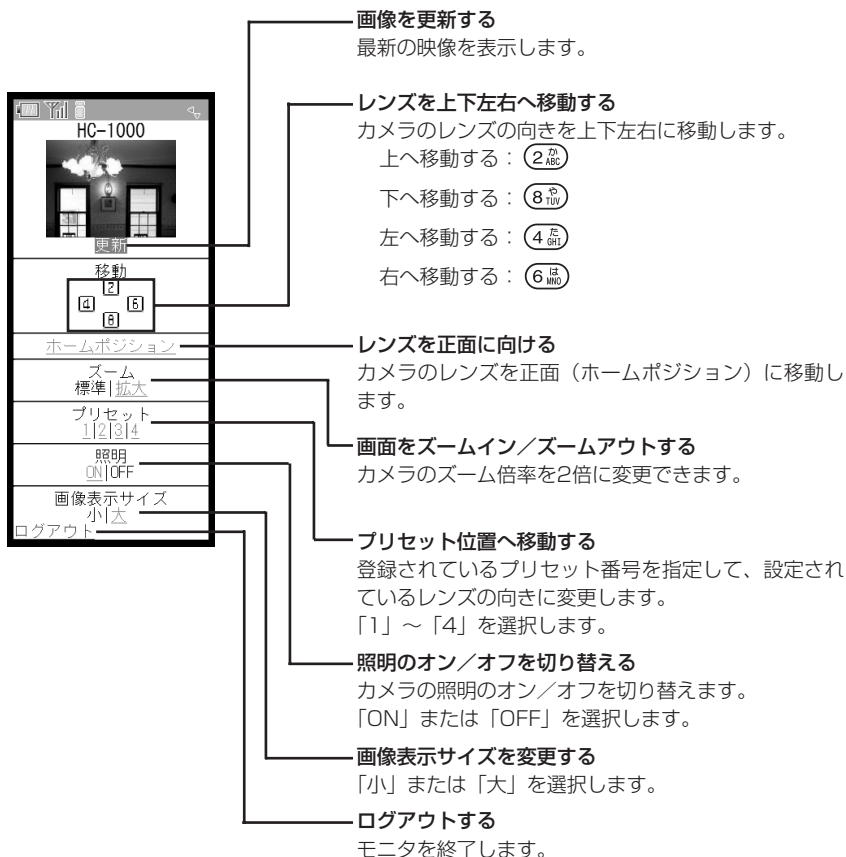 画像を更新する
最新の映像を表示します。
レンズを上下左右へ移動する
カメラのレンズの向きを上下左右に移動します。
上へ移動する：2か ABC
下へ移動する：8や TUV
左へ移動する：4た GHI
右へ移動する：6は MNO
レンズを正面に向ける
カメラのレンズを正面（ホームポジション）に移動し
ます。
画面をズームイン／ズームアウトする
カメラのズーム倍率を2倍に変更できます。
プリセット位置へ移動する
登録されているプリセット番号を指定して、設定され
ているレンズの向きに変更します。
「1」～「4」を選択します。
照明のオン／オフを切り替える
カメラの照明のオン／オフを切り替えます。
「ON」または「OFF」を選択します。
画像表示サイズを変更する
「小」または「大」を選択します。
ログアウトする
モニタを終了します。
HC-1000
更新
移動
2
4 6
8
ホームポジション
ズーム
標準|拡大
プリセット
1|2|3|4
照明
ON|OFF
画像表示サイズ
小|大
ログアウト